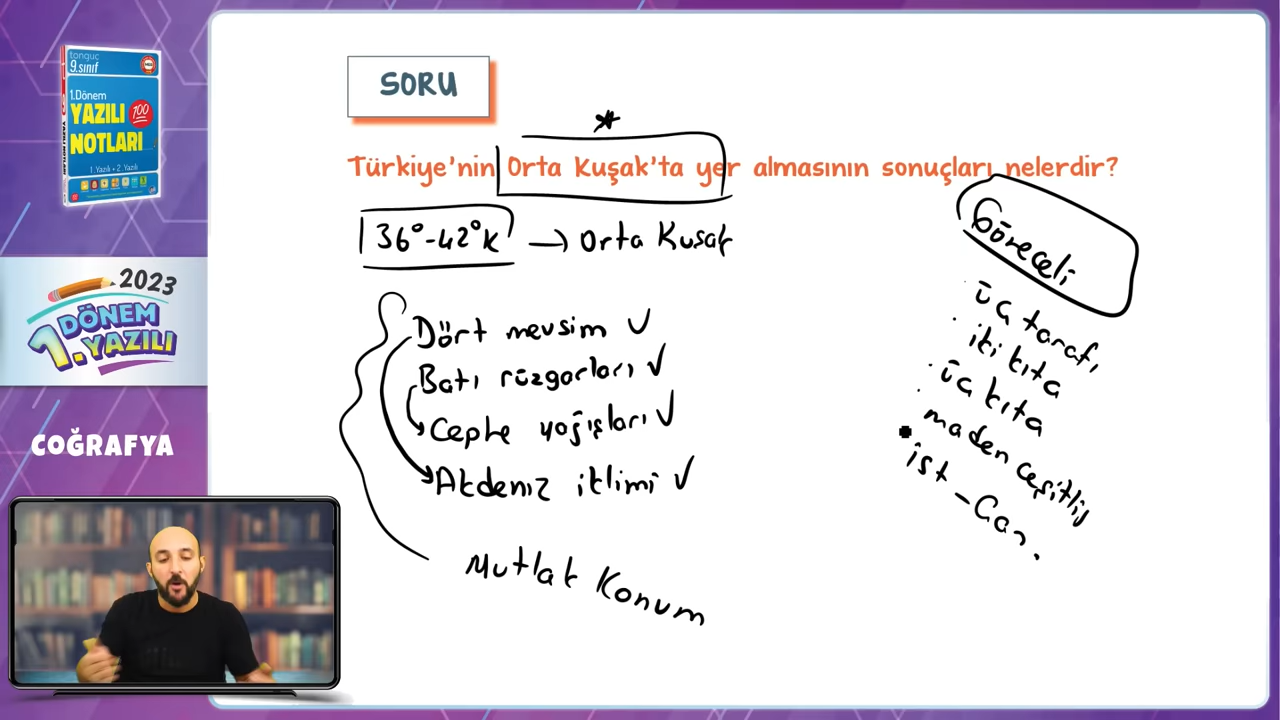 tonguç
9.sınıf
1.Dönem
YAZILI
100
NOTLARI
1.Yazılı • 2.Yazılı
YAZILI NOTLARI
2023
1. DÖNEM
YAZILI
COĞRAFYA
SORU
*
Türkiye'nin Orta Kuşak'ta yer almasının sonuçları nelerdir?
36°-42°K → Orta Kuşak
Dört mevsim ✓
Batı rüzgarları ✓
Cephe yağışları ✓
Akdeniz iklimi ✓
Mutlak Konum
Göreceli
üç tarafı,
iki kıta
üç kıta
maden çeşitliliği
ist - Çan.